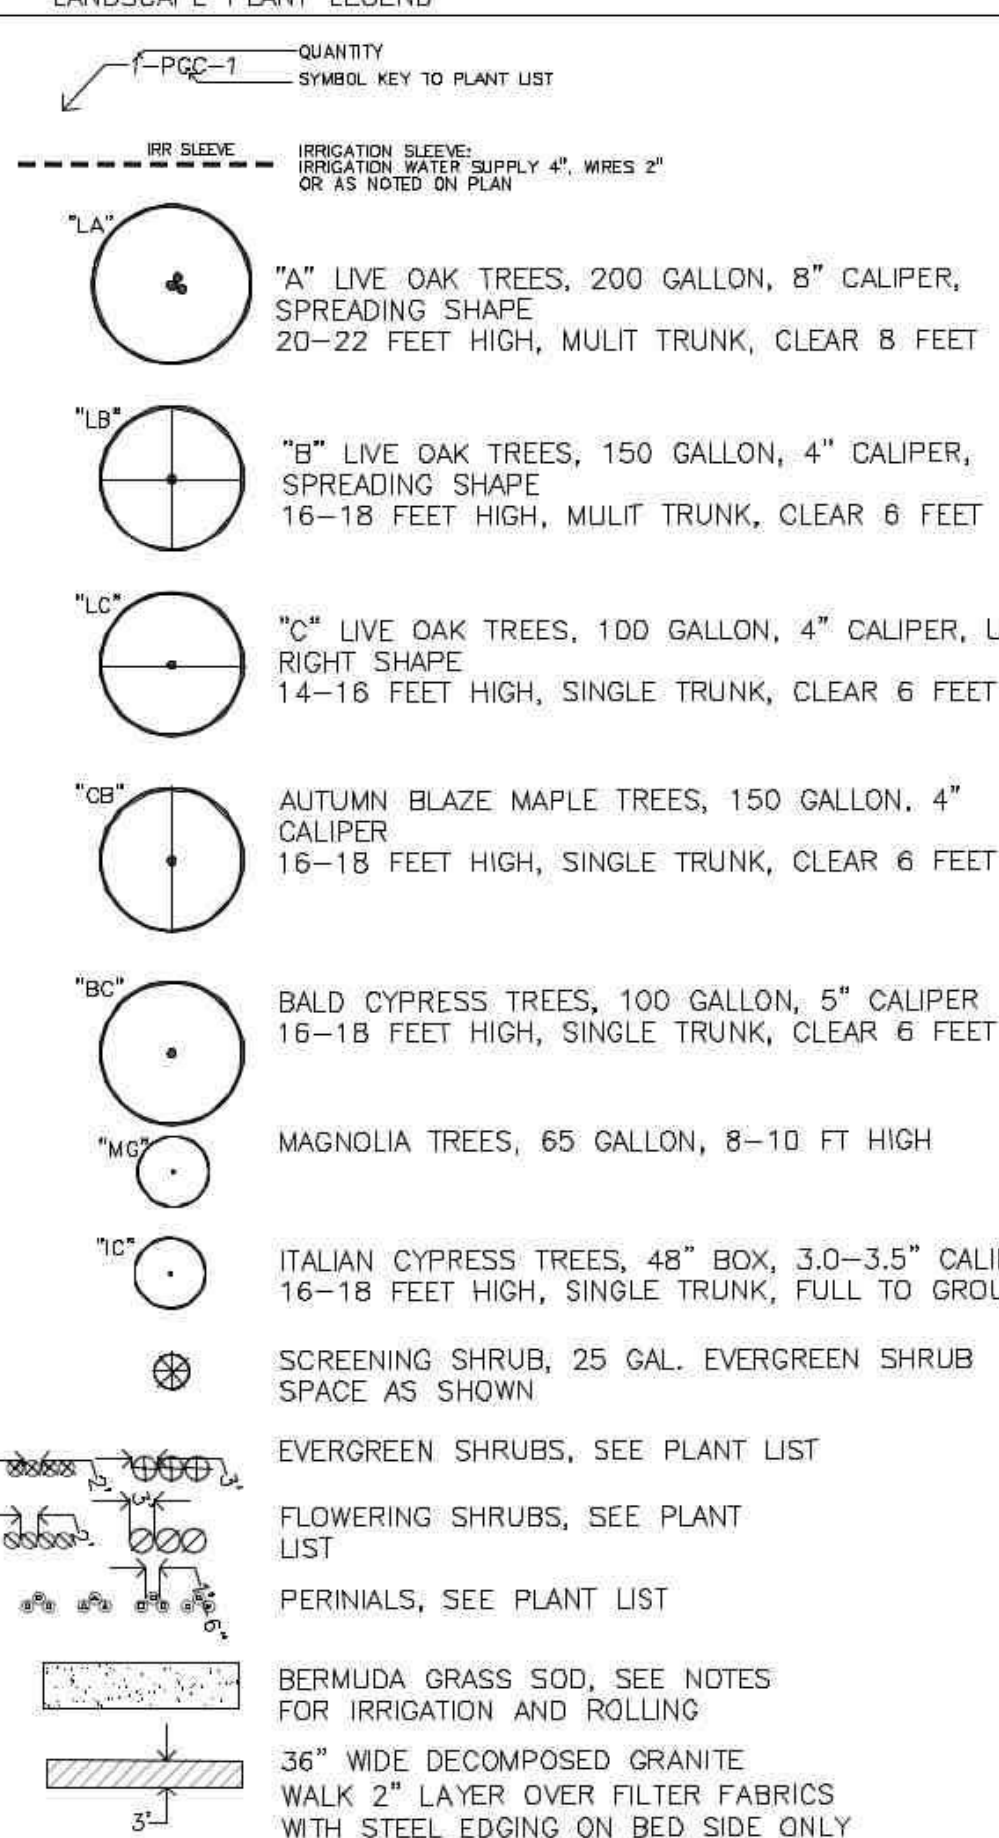 LANDSCAPE PLANT LEGEND
QUANTITY
1-PGC-1
SYMBOL KEY TO PLANT LIST
IRR SLEEVE
IRRIGATION SLEEVE:
IRRIGATION WATER SUPPLY 4", WIRES 2"
OR AS NOTED ON PLAN
"LA"
"A" LIVE OAK TREES, 200 GALLON, 8" CALIPER,
SPREADING SHAPE
20-22 FEET HIGH, MULIT TRUNK, CLEAR 8 FEET
"LB"
"B" LIVE OAK TREES, 150 GALLON, 4" CALIPER,
SPREADING SHAPE
16-18 FEET HIGH, MULIT TRUNK, CLEAR 6 FEET
"LC"
"C" LIVE OAK TREES, 100 GALLON, 4" CALIPER,
RIGHT SHAPE
14-16 FEET HIGH, SINGLE TRUNK, CLEAR 6 FEET
"CB"
AUTUMN BLAZE MAPLE TREES, 150 GALLON, 4"
CALIPER
16-18 FEET HIGH, SINGLE TRUNK, CLEAR 6 FEET
"BC"
BALD CYPRESS TREES, 100 GALLON, 5" CALIPER
16-18 FEET HIGH, SINGLE TRUNK, CLEAR 6 FEET
"MG"
MAGNOLIA TREES, 65 GALLON, 8-10 FT HIGH
"IC"
ITALIAN CYPRESS TREES, 48" BOX, 3.0-3.5"
16-18 FEET HIGH, SINGLE TRUNK, FULL TO
SCREENING SHRUB, 25 GAL. EVERGREEN SHRUB
SPACE AS SHOWN
EVERGREEN SHRUBS, SEE PLANT LIST
2'
3'
FLOWERING SHRUBS, SEE PLANT
LIST
3'
2'
PERINIALS, SEE PLANT LIST
1'-6"
BERMUDA GRASS SOD, SEE NOTES
FOR IRRIGATION AND ROLLING
36" WIDE DECOMPOSED GRANITE
WALK 2" LAYER OVER FILTER FABRICS
WITH STEEL EDGING ON BED SIDE ONLY
3'